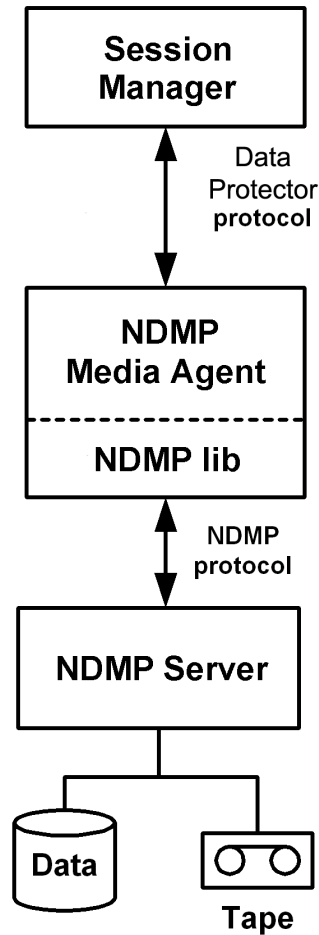 Session
Manager
Data
Protector
protocol
NDMP
Media Agent
NDMP lib
NDMP
protocol
NDMP Server
Data
Tape